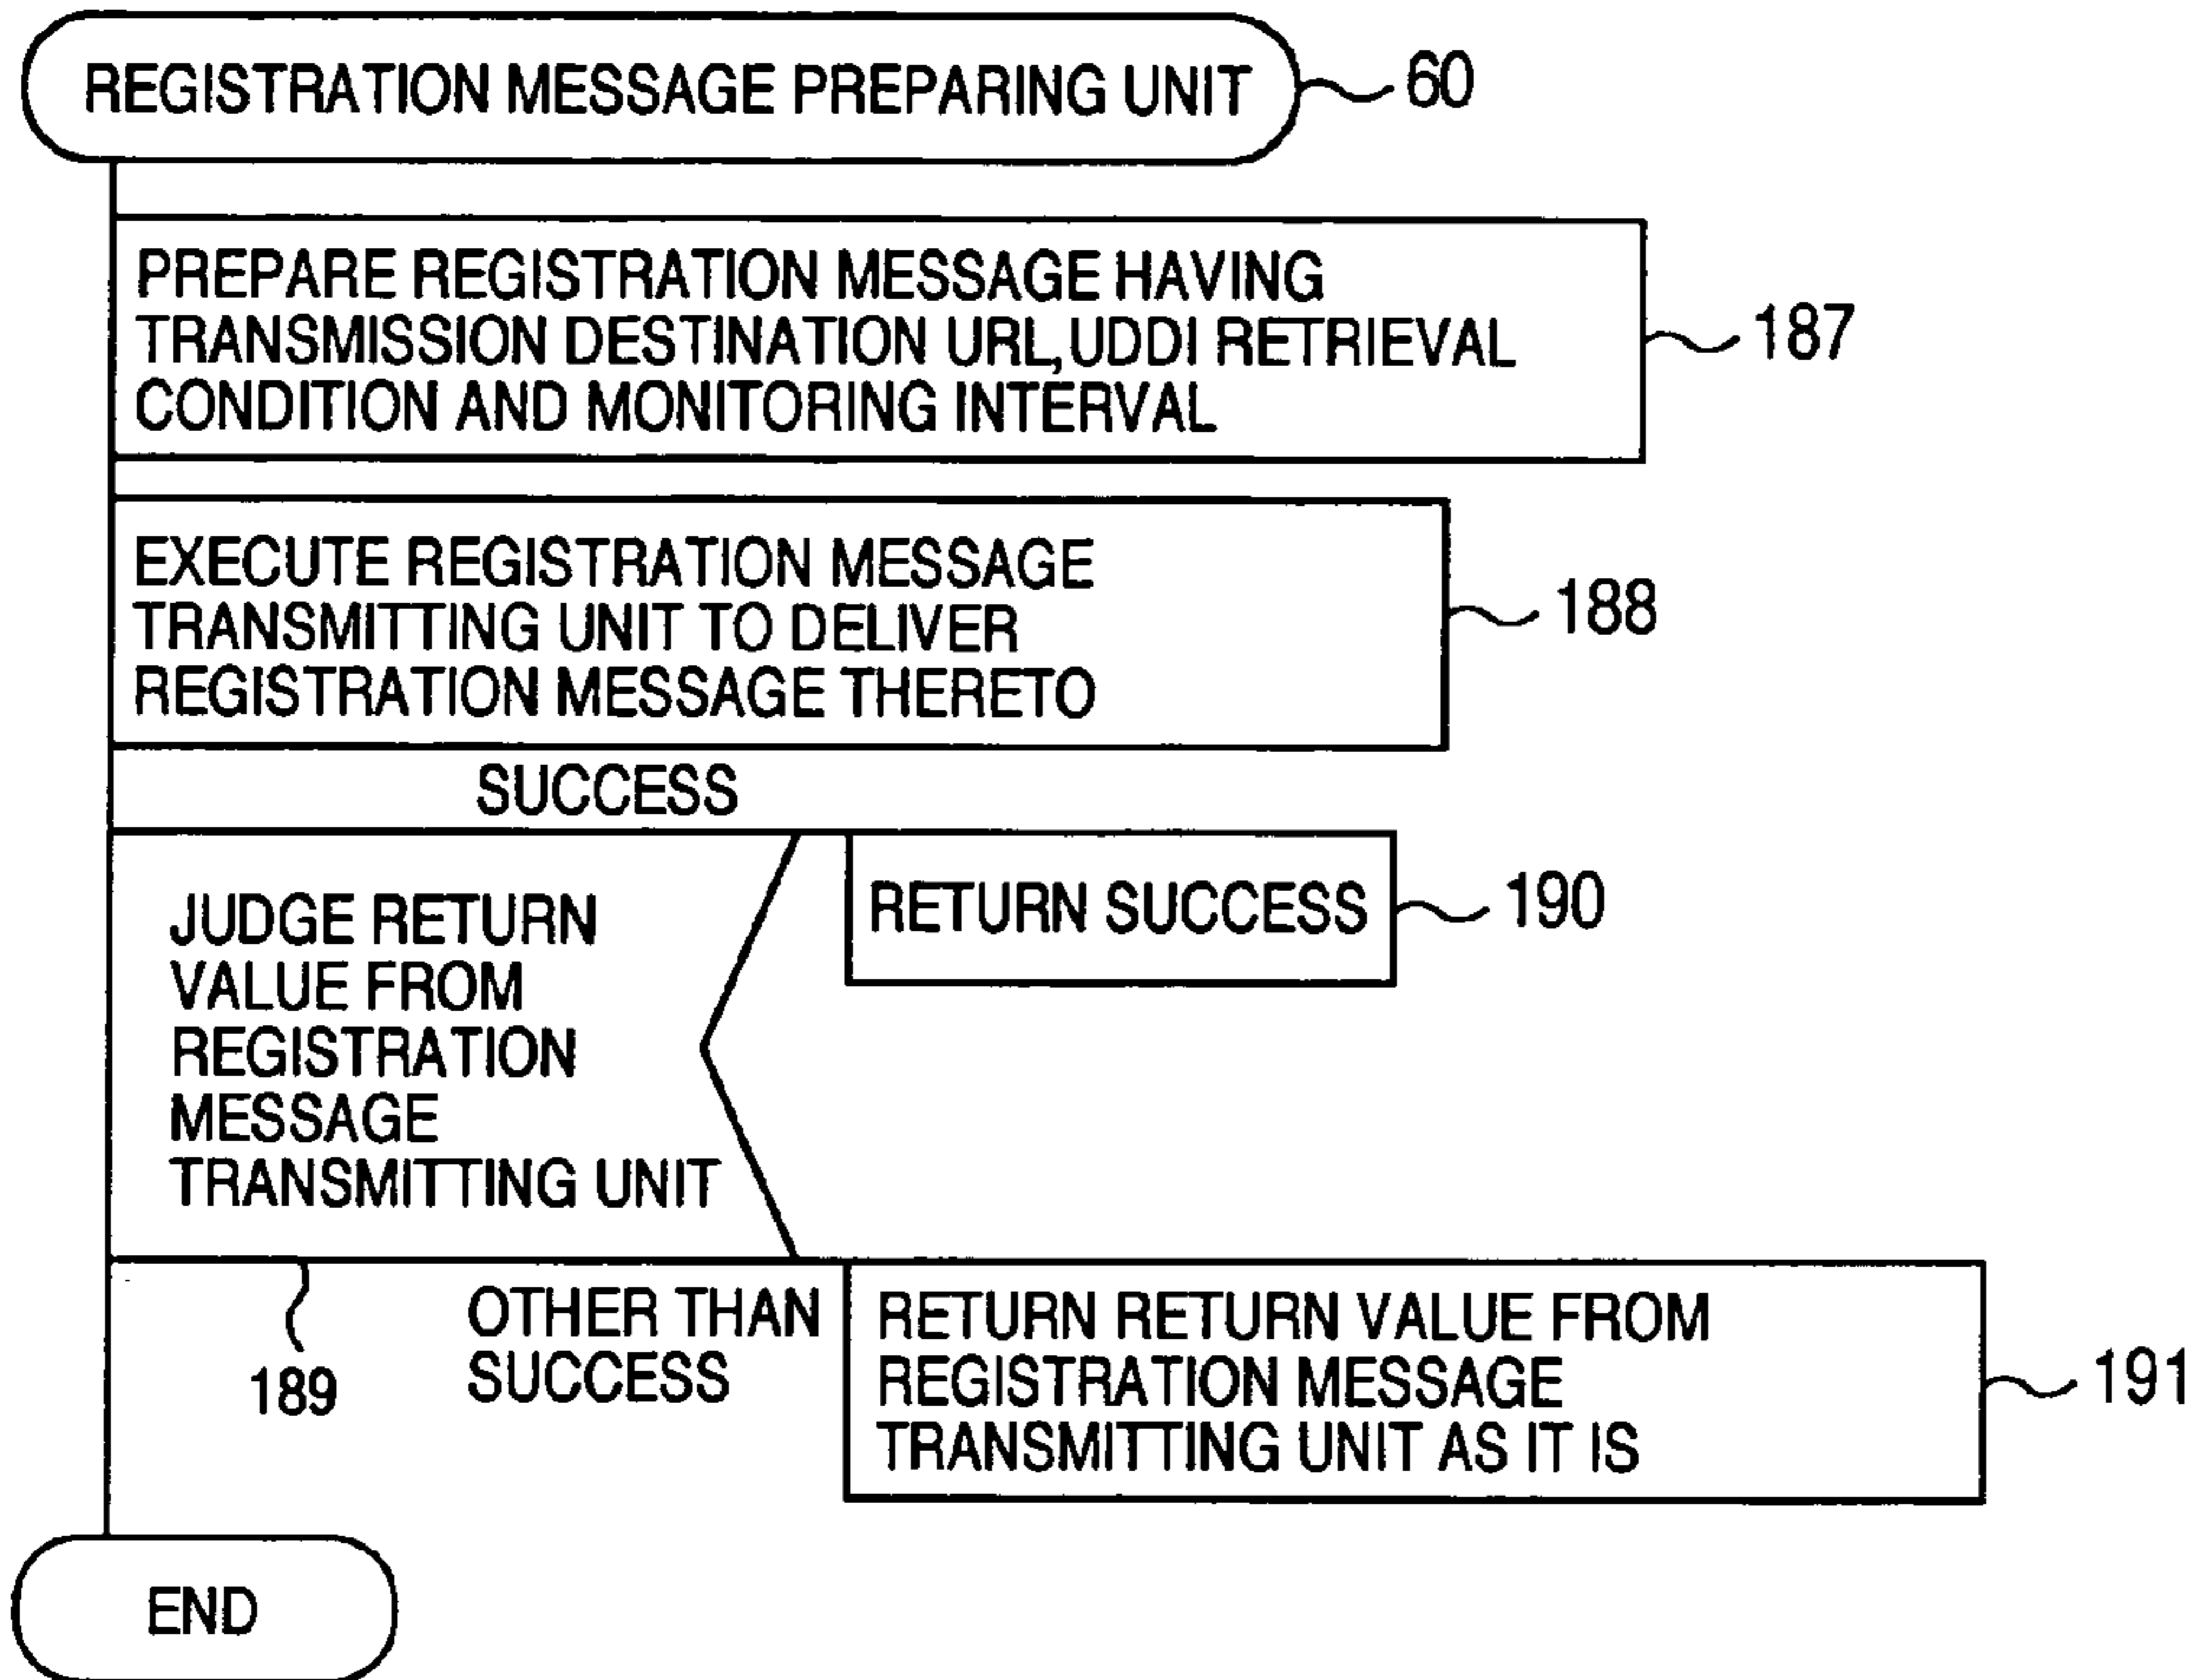 REGISTRATION MESSAGE PREPARING UNIT
60
PREPARE REGISTRATION MESSAGE HAVING
TRANSMISSION DESTINATION URL,UDDI RETRIEVAL
CONDITION AND MONITORING INTERVAL
187
EXECUTE REGISTRATION MESSAGE
TRANSMITTING UNIT TO DELIVER
REGISTRATION MESSAGE THERETO
188
SUCCESS
JUDGE RETURN
VALUE FROM
REGISTRATION
MESSAGE
TRANSMITTING UNIT
RETURN SUCCESS
190
189
OTHER THAN
SUCCESS
RETURN RETURN VALUE FROM
REGISTRATION MESSAGE
TRANSMITTING UNIT AS IT IS
191
END